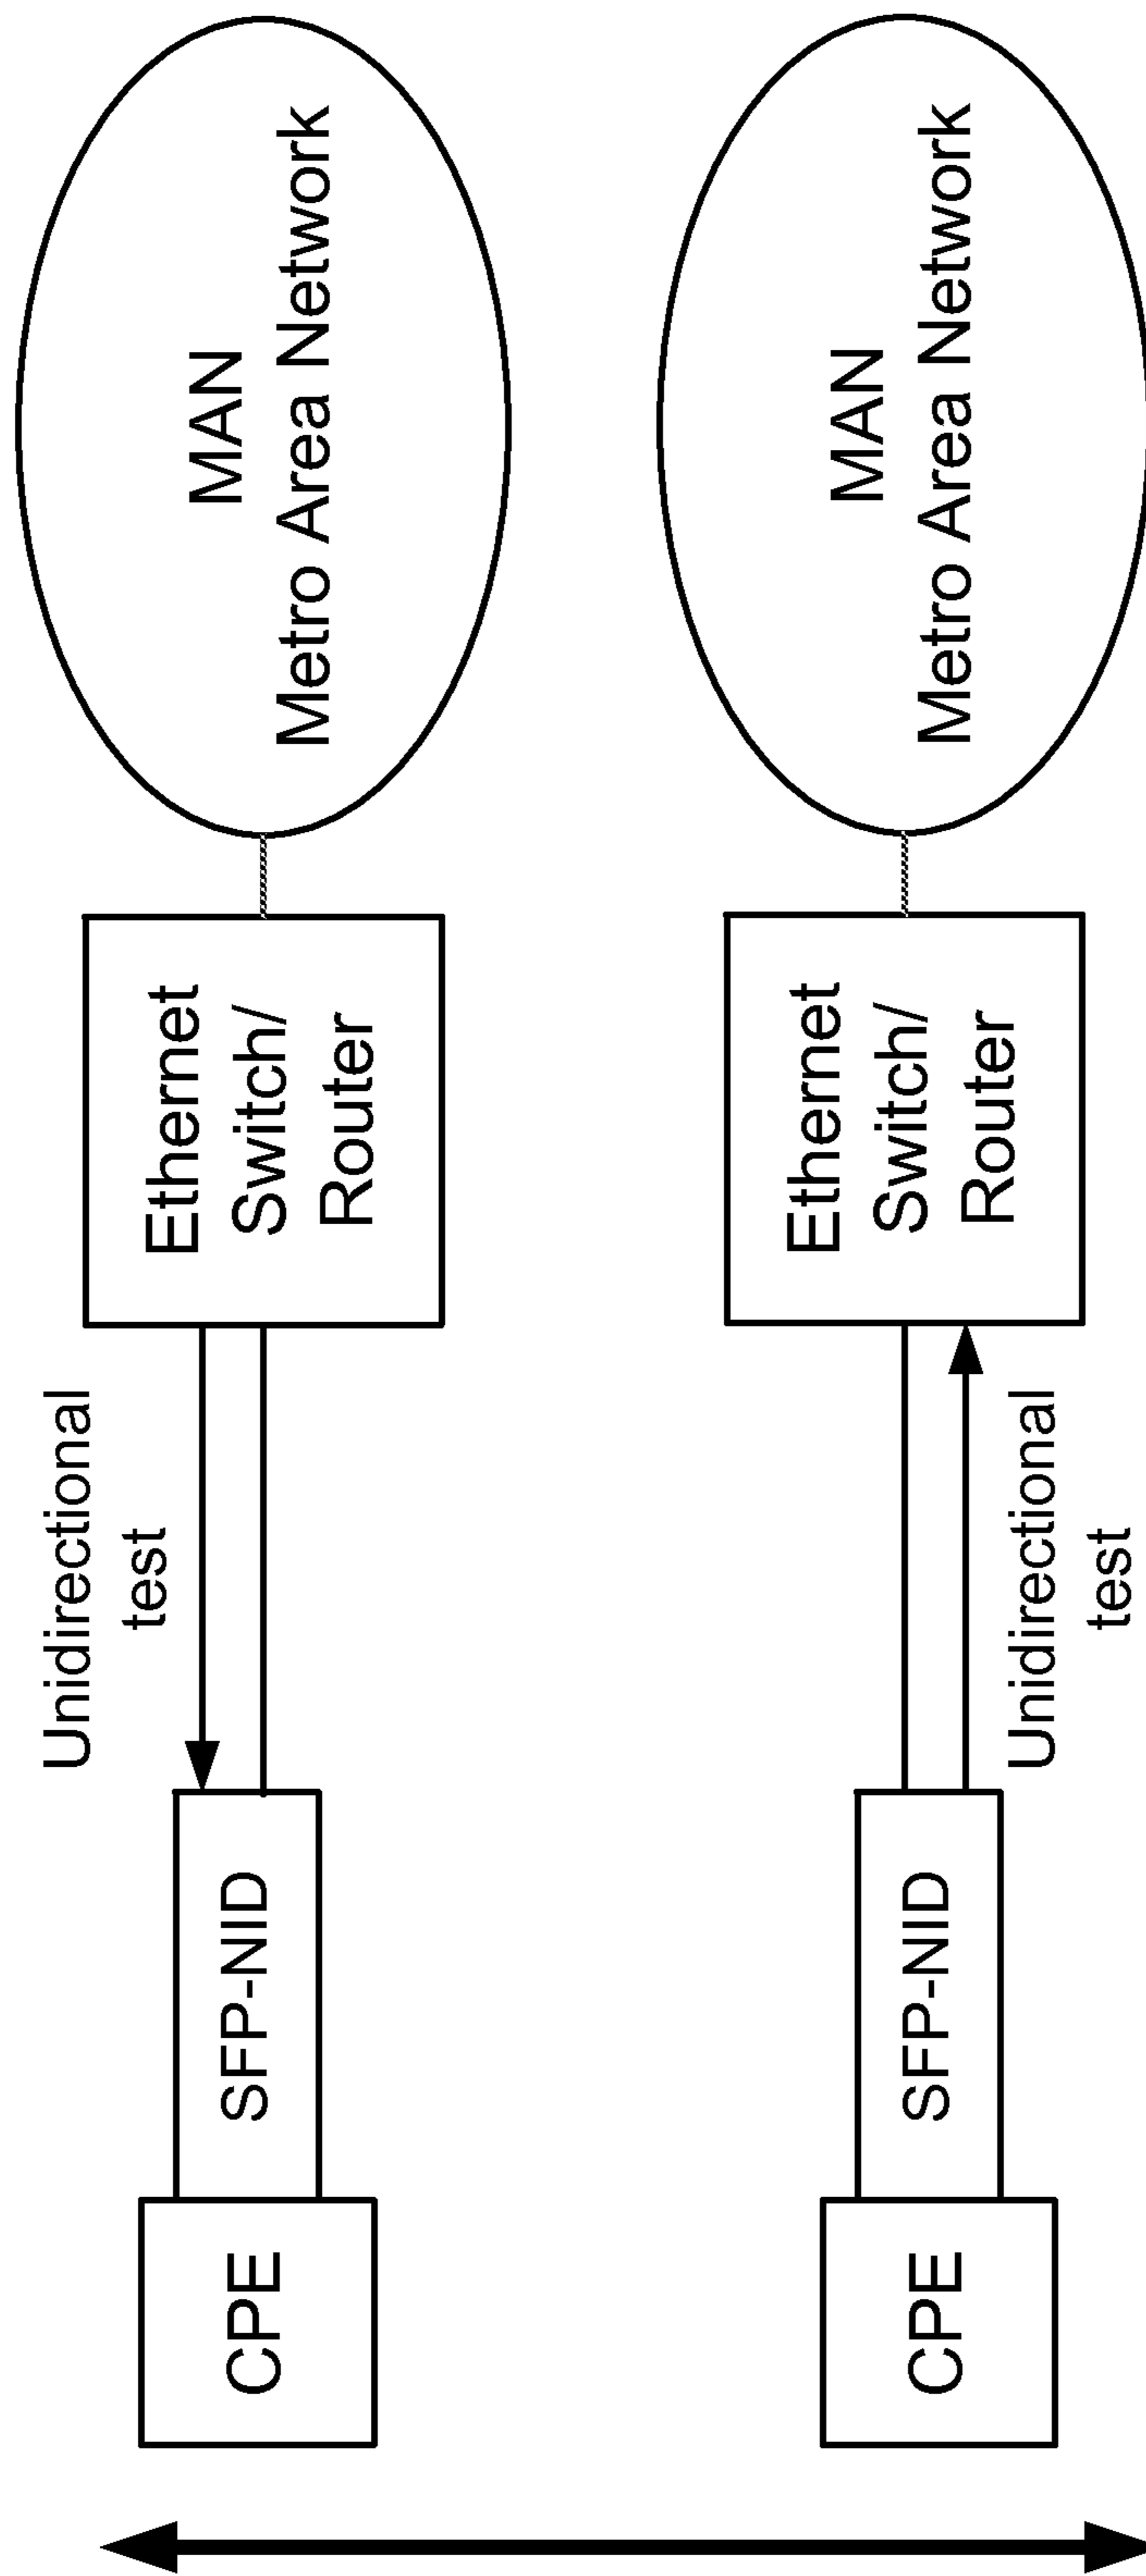 CPE
SFP-NID
Unidirectional
test
Ethernet
Switch/
Router
MAN
Metro Area Network
CPE
SFP-NID
Unidirectional
test
Ethernet
Switch/
Router
MAN
Metro Area Network